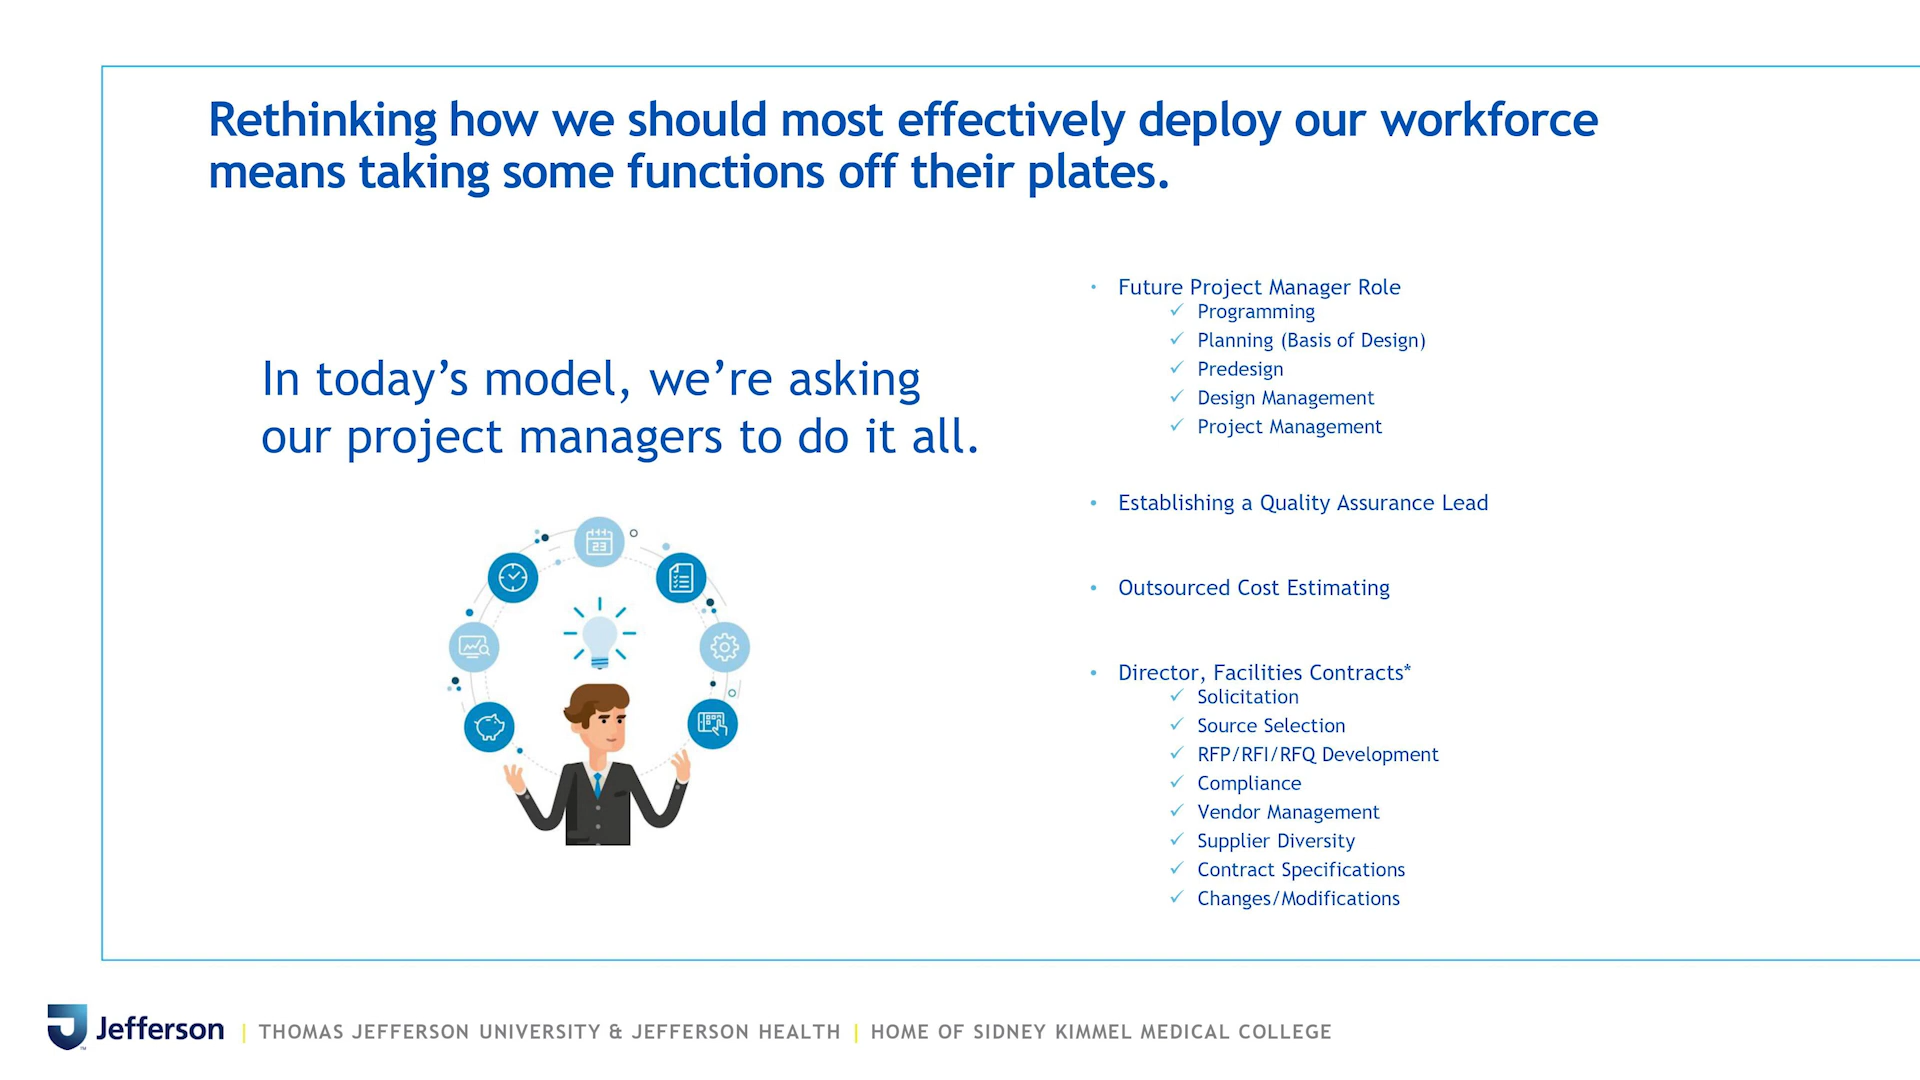 Rethinking how we should most effectively deploy our workforce
means taking some functions off their plates.
In today’s model, we’re asking
our project managers to do it all.
23
• Future Project Manager Role
✓ Programming
✓ Planning (Basis of Design)
✓ Predesign
✓ Design Management
✓ Project Management
• Establishing a Quality Assurance Lead
• Outsourced Cost Estimating
• Director, Facilities Contracts*
✓ Solicitation
✓ Source Selection
✓ RFP/RFI/RFQ Development
✓ Compliance
✓ Vendor Management
✓ Supplier Diversity
✓ Contract Specifications
✓ Changes/Modifications
Jefferson | THOMAS JEFFERSON UNIVERSITY & JEFFERSON HEALTH | HOME OF SIDNEY KIMMEL MEDICAL COLLEGE